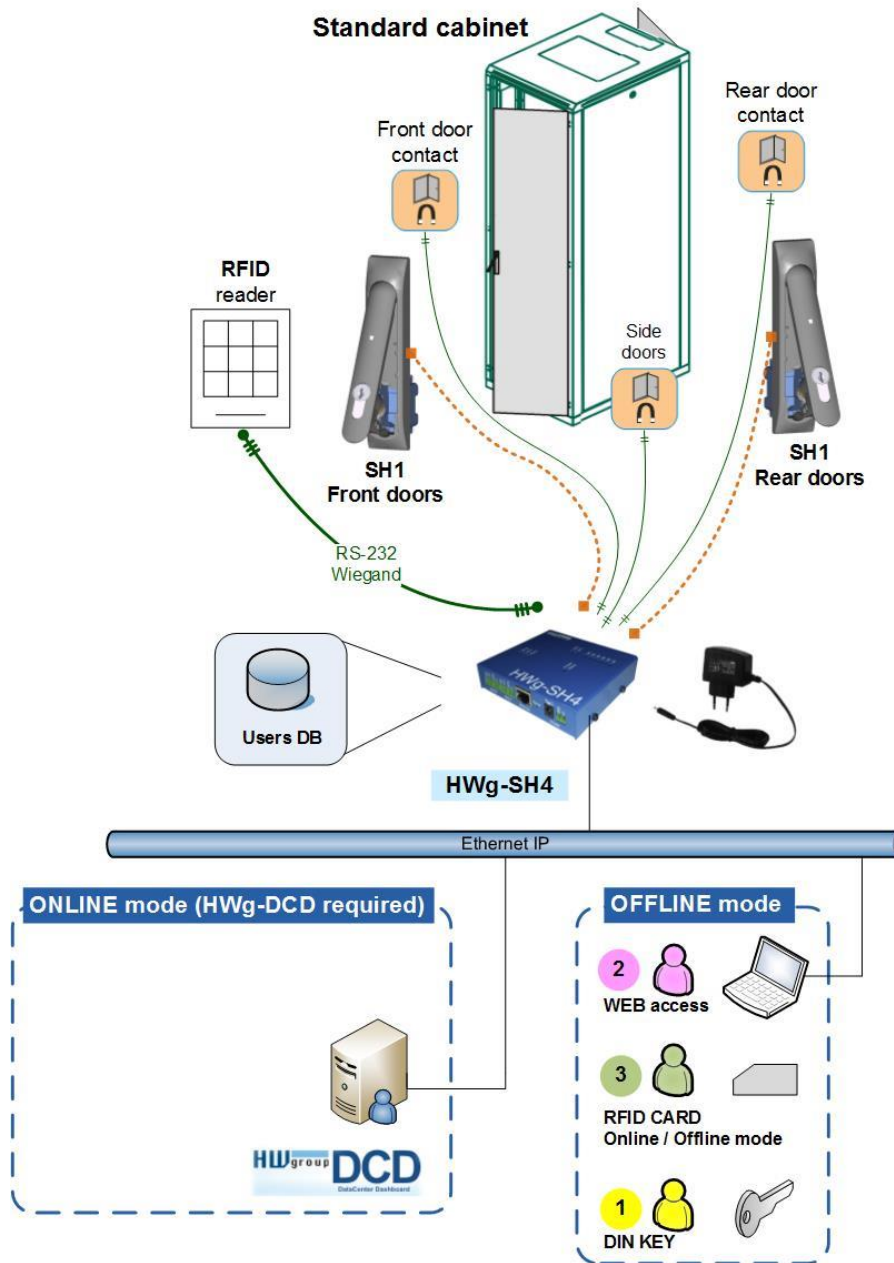 Standard cabinet
Rear door
contact
Front door
contact
RFID
reader
Side
doors
SH1
Front doors
SH1
Rear doors
RS-232
Wiegand
HWg-SH4
Users DB
HWg-SH4
Ethernet IP
ONLINE mode (HWg-DCD required)
OFFLINE mode
2
WEB access
3
RFID CARD
Online / Offline mode
HWgroup DCD
DataCenter Dashboard
1
DIN KEY